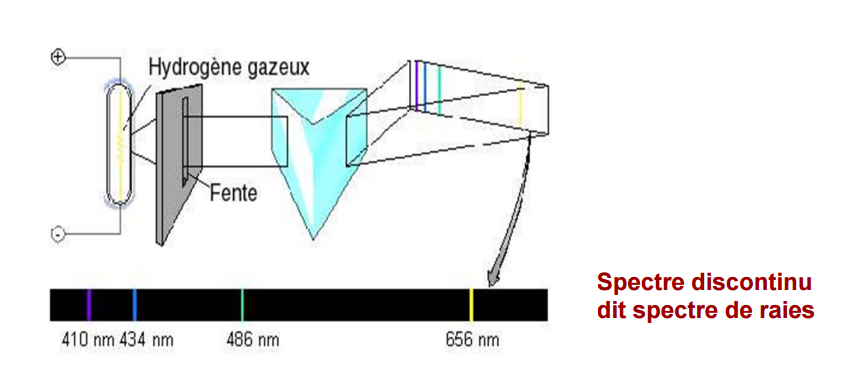 +
Hydrogène gazeux
Fente
-
Spectre discontinu
dit spectre de raies
410 nm 434 nm 486 nm 656 nm